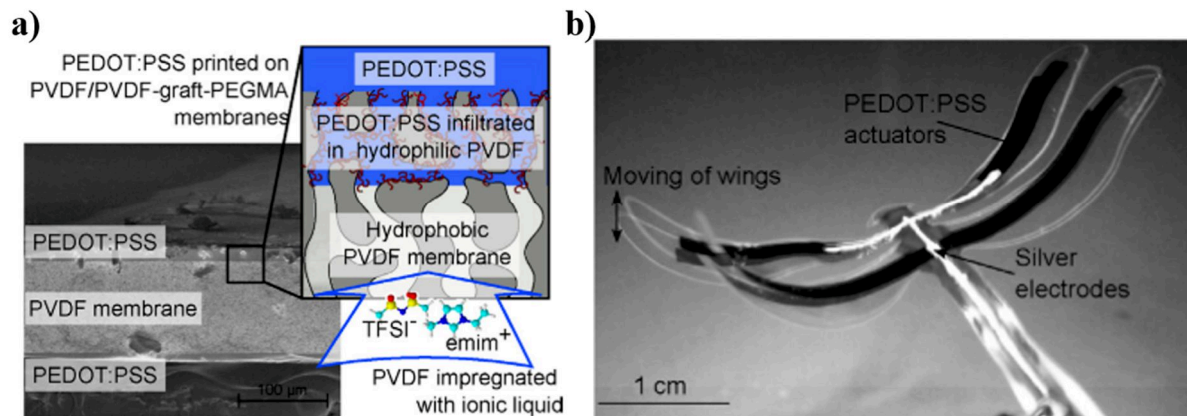 a)
PEDOT:PSS printed on
PVDF/PVDF-graft-PEGMA
membranes
PEDOT:PSS
PEDOT:PSS infiltrated
in hydrophilic PVDF
Hydrophobic
PVDF membrane
PEDOT:PSS
PVDF membrane
PEDOT:PSS
100 µm
TFSI⁻
emim⁺
PVDF impregnated
with ionic liquid
b)
PEDOT:PSS
actuators
Moving of wings
Silver
electrodes
1 cm